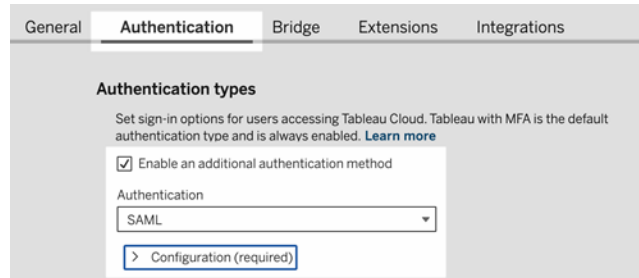 General Authentication Bridge Extensions Integrations
Authentication types
Set sign-in options for users accessing Tableau Cloud. Tableau with MFA is the default
authentication type and is always enabled. Learn more
Enable an additional authentication method
Authentication
SAML
Configuration (required)